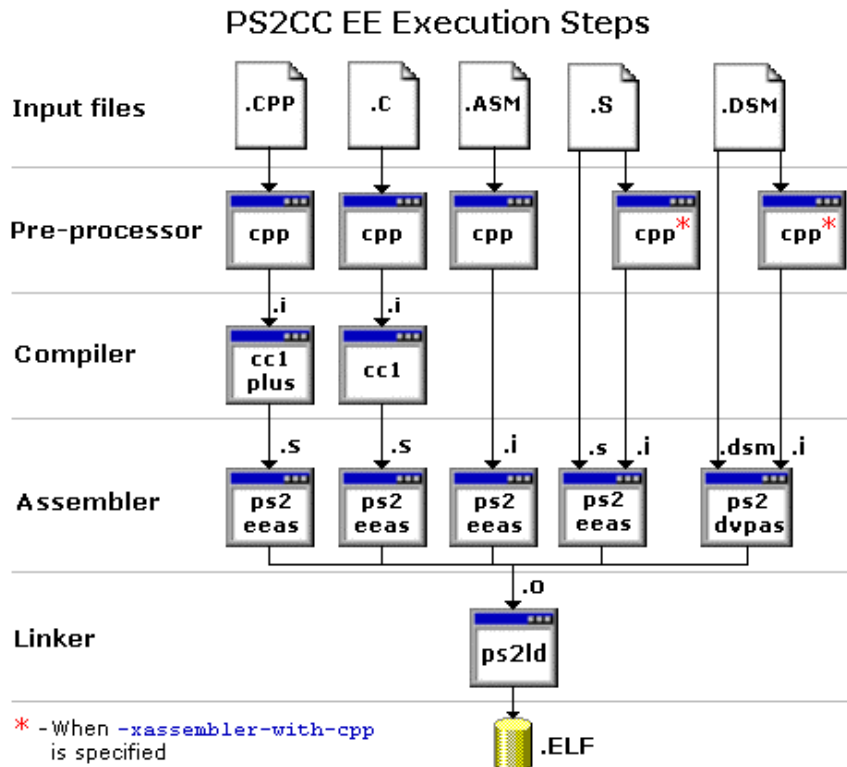 PS2CC EE Execution Steps
Input files
.CPP
.C
.ASM
.S
.DSM
Pre-processor
cpp
cpp
cpp
cpp*
cpp*
.i
.i
Compiler
cc1
plus
cc1
.s
.s
.i
.s
.i
.dsm
.i
Assembler
ps2
eeas
ps2
eeas
ps2
eeas
ps2
eeas
ps2
dvpas
.o
Linker
ps2ld
* - When -xassembler-with-cpp
is specified
.ELF